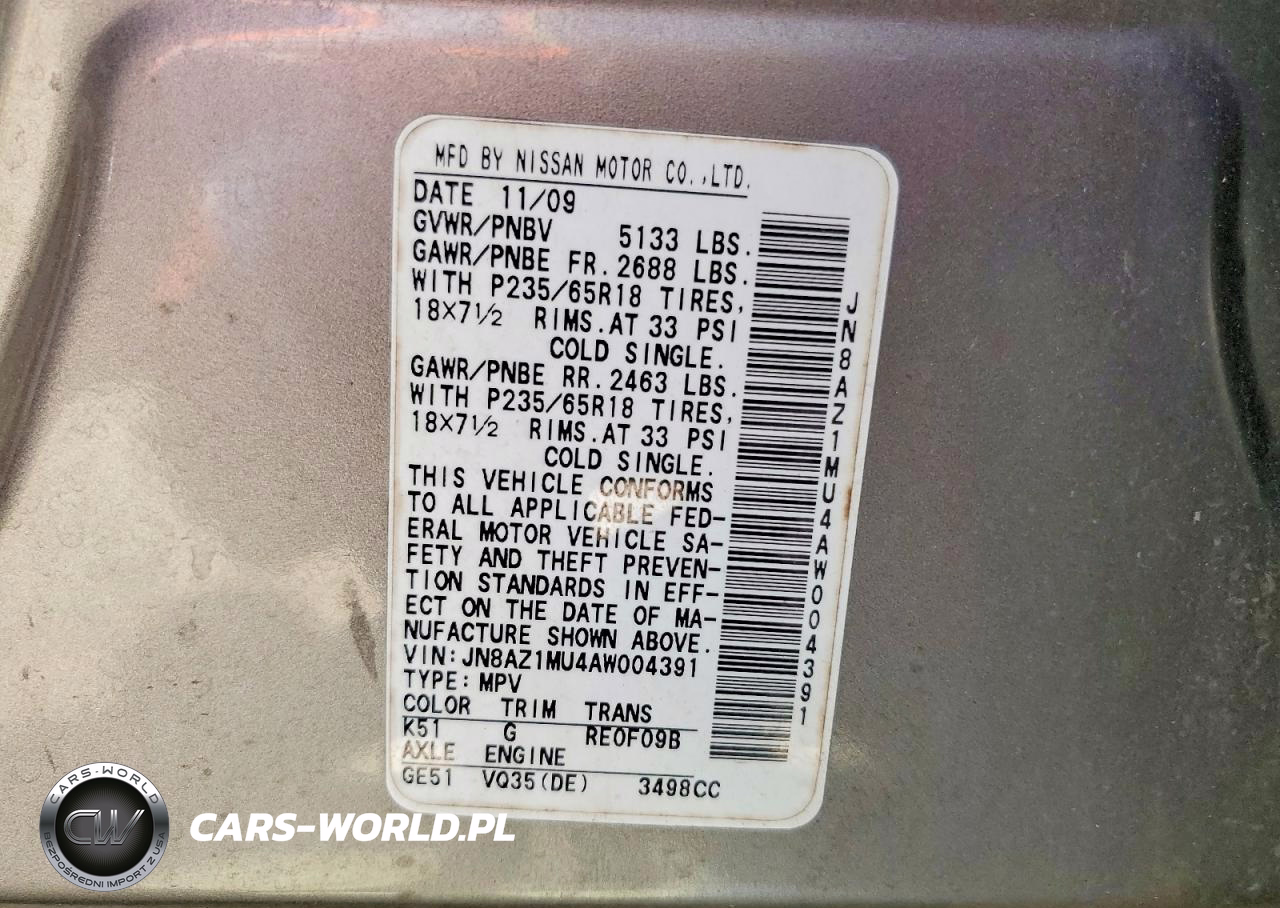 MFD BY NISSAN MOTOR CO.,LTD.
DATE 11/09
GVWR/PNBV 5133 LBS.
GAWR/PNBE FR.2688 LBS.
WITH P235/65R18 TIRES,
18X7½ RIMS.AT 33 PSI
COLD SINGLE.
GAWR/PNBE RR.2463 LBS.
WITH P235/65R18 TIRES,
18X7½ RIMS.AT 33 PSI
COLD SINGLE.
THIS VEHICLE CONFORMS
TO ALL APPLICABLE FED-
ERAL MOTOR VEHICLE SA-
FETY AND THEFT PREVEN-
TION STANDARDS IN EFF-
ECT ON THE DATE OF MA-
NUFACTURE SHOWN ABOVE.
VIN:JN8AZ1MU4AW004391
TYPE:MPV
COLOR TRIM TRANS
K51 G RE0F09B
AXLE ENGINE
GE51 VQ35(DE) 3498CC
JN8AZ1MU4AW004391
CARS-WORLD
CW
BEZPOŚREDNI IMPORT Z USA
CARS-WORLD.PL